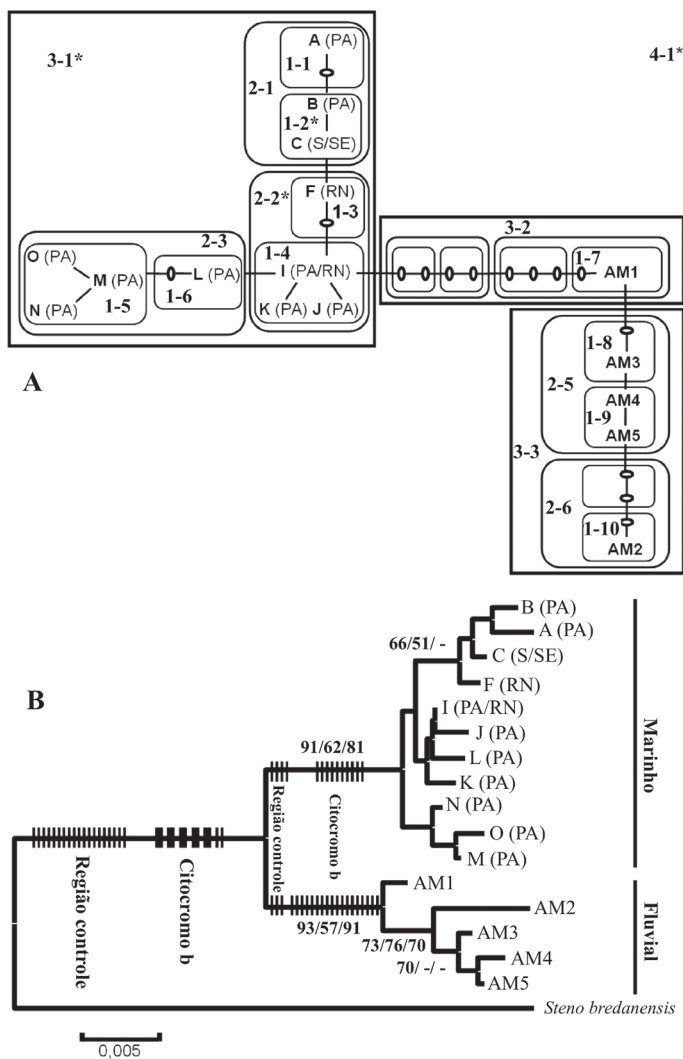 3-1*
4-1*
A (PA)
1-1
2-1
B (PA)
1-2*
C (S/SE)
2-2*
F (RN)
1-3
3-2
2-3
1-4
1-7
O (PA)
M (PA)
L (PA)
I (PA/RN)
AM1
N (PA)
1-5
1-6
K (PA) J (PA)
1-8
AM3
A
2-5
AM4
1-9
AM5
3-3
2-6
1-10
AM2
B (PA)
66/51/ -
A (PA)
C (S/SE)
F (RN)
B
I (PA/RN)
J (PA)
91/62/81
L (PA)
K (PA)
N (PA)
O (PA)
M (PA)
Marinho
Região controle
Citocromo b
Região controle
Citocromo b
AM1
93/57/91
AM2
73/76/70
AM3
70/ -/ -
AM4
AM5
Fluvial
Steno bredanensis
0,005